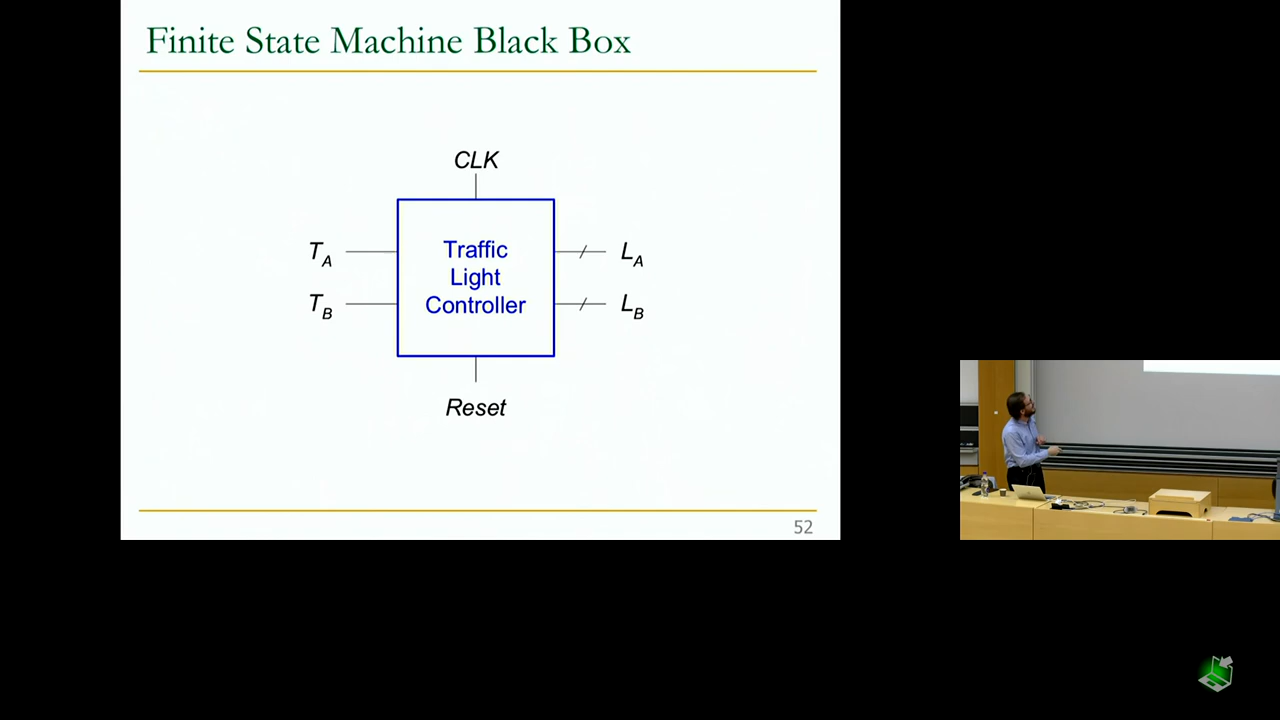 Finite State Machine Black Box
CLK
T_A
Traffic
Light
Controller
L_A
T_B
L_B
Reset
52